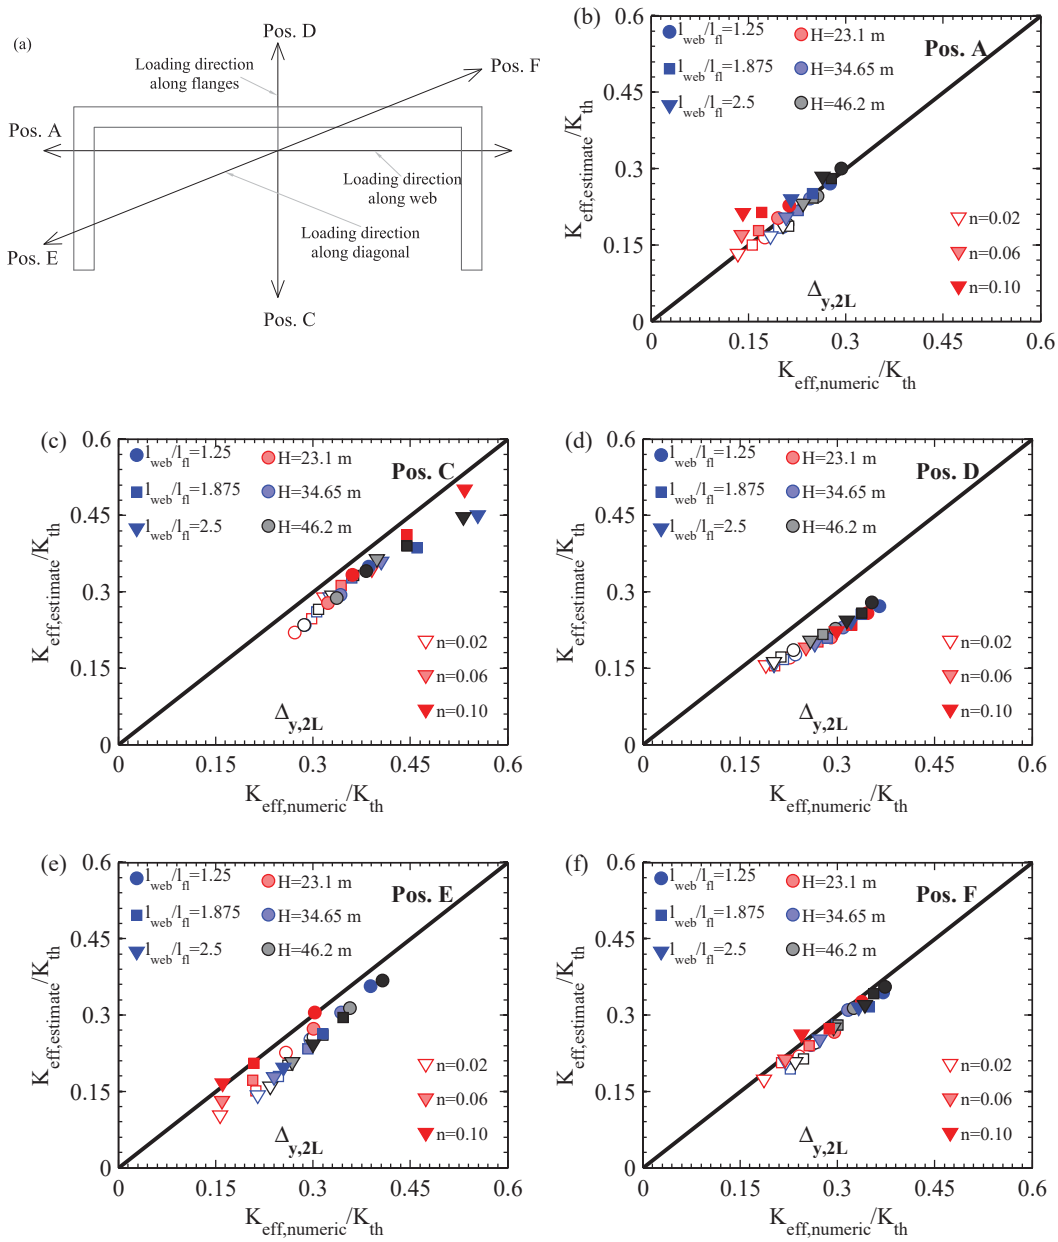 (a)
Pos. D
Loading direction
along flanges
Pos. F
Pos. A
Loading direction
along web
Loading direction
along diagonal
Pos. E
Pos. C
(b)
0.6
0.45
0.3
0.15
0
K_eff,estimate/K_th
l_web/l_fl=1.25
H=23.1 m
Pos. A
l_web/l_fl=1.875
H=34.65 m
l_web/l_fl=2.5
H=46.2 m
n=0.02
n=0.06
n=0.10
Δ_y,2L
0 0.15 0.3 0.45 0.6
K_eff,numeric/K_th
(c)
0.6
0.45
0.3
0.15
0
K_eff,estimate/K_th
l_web/l_fl=1.25
H=23.1 m
Pos. C
l_web/l_fl=1.875
H=34.65 m
l_web/l_fl=2.5
H=46.2 m
n=0.02
n=0.06
n=0.10
Δ_y,2L
0 0.15 0.3 0.45 0.6
K_eff,numeric/K_th
(d)
0.6
0.45
0.3
0.15
0
K_eff,estimate/K_th
l_web/l_fl=1.25
H=23.1 m
Pos. D
l_web/l_fl=1.875
H=34.65 m
l_web/l_fl=2.5
H=46.2 m
n=0.02
n=0.06
n=0.10
Δ_y,2L
0 0.15 0.3 0.45 0.6
K_eff,numeric/K_th
(e)
0.6
0.45
0.3
0.15
0
K_eff,estimate/K_th
l_web/l_fl=1.25
H=23.1 m
Pos. E
l_web/l_fl=1.875
H=34.65 m
l_web/l_fl=2.5
H=46.2 m
n=0.02
n=0.06
n=0.10
Δ_y,2L
0 0.15 0.3 0.45 0.6
K_eff,numeric/K_th
(f)
0.6
0.45
0.3
0.15
0
K_eff,estimate/K_th
l_web/l_fl=1.25
H=23.1 m
Pos. F
l_web/l_fl=1.875
H=34.65 m
l_web/l_fl=2.5
H=46.2 m
n=0.02
n=0.06
n=0.10
Δ_y,2L
0 0.15 0.3 0.45 0.6
K_eff,numeric/K_th